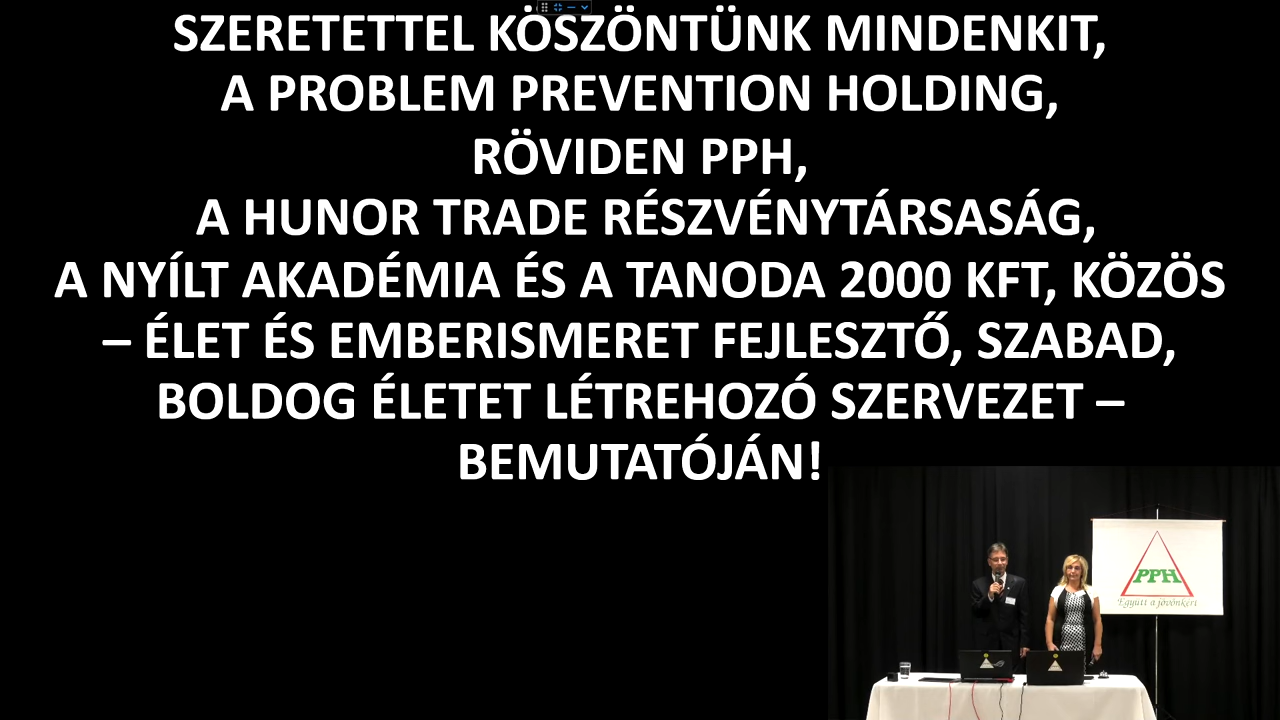 SZERETETTEL KÖSZÖNTÜNK MINDENKIT,
A PROBLEM PREVENTION HOLDING,
RÖVIDEN PPH,
A HUNOR TRADE RÉSZVÉNYTÁRSASÁG,
A NYÍLT AKADÉMIA ÉS A TANODA 2000 KFT, KÖZÖS
– ÉLET ÉS EMBERISMERET FEJLESZTŐ, SZABAD,
BOLDOG ÉLETET LÉTREHOZÓ SZERVEZET –
BEMUTATÓJÁN!
PPH
Együtt a jövőnkért